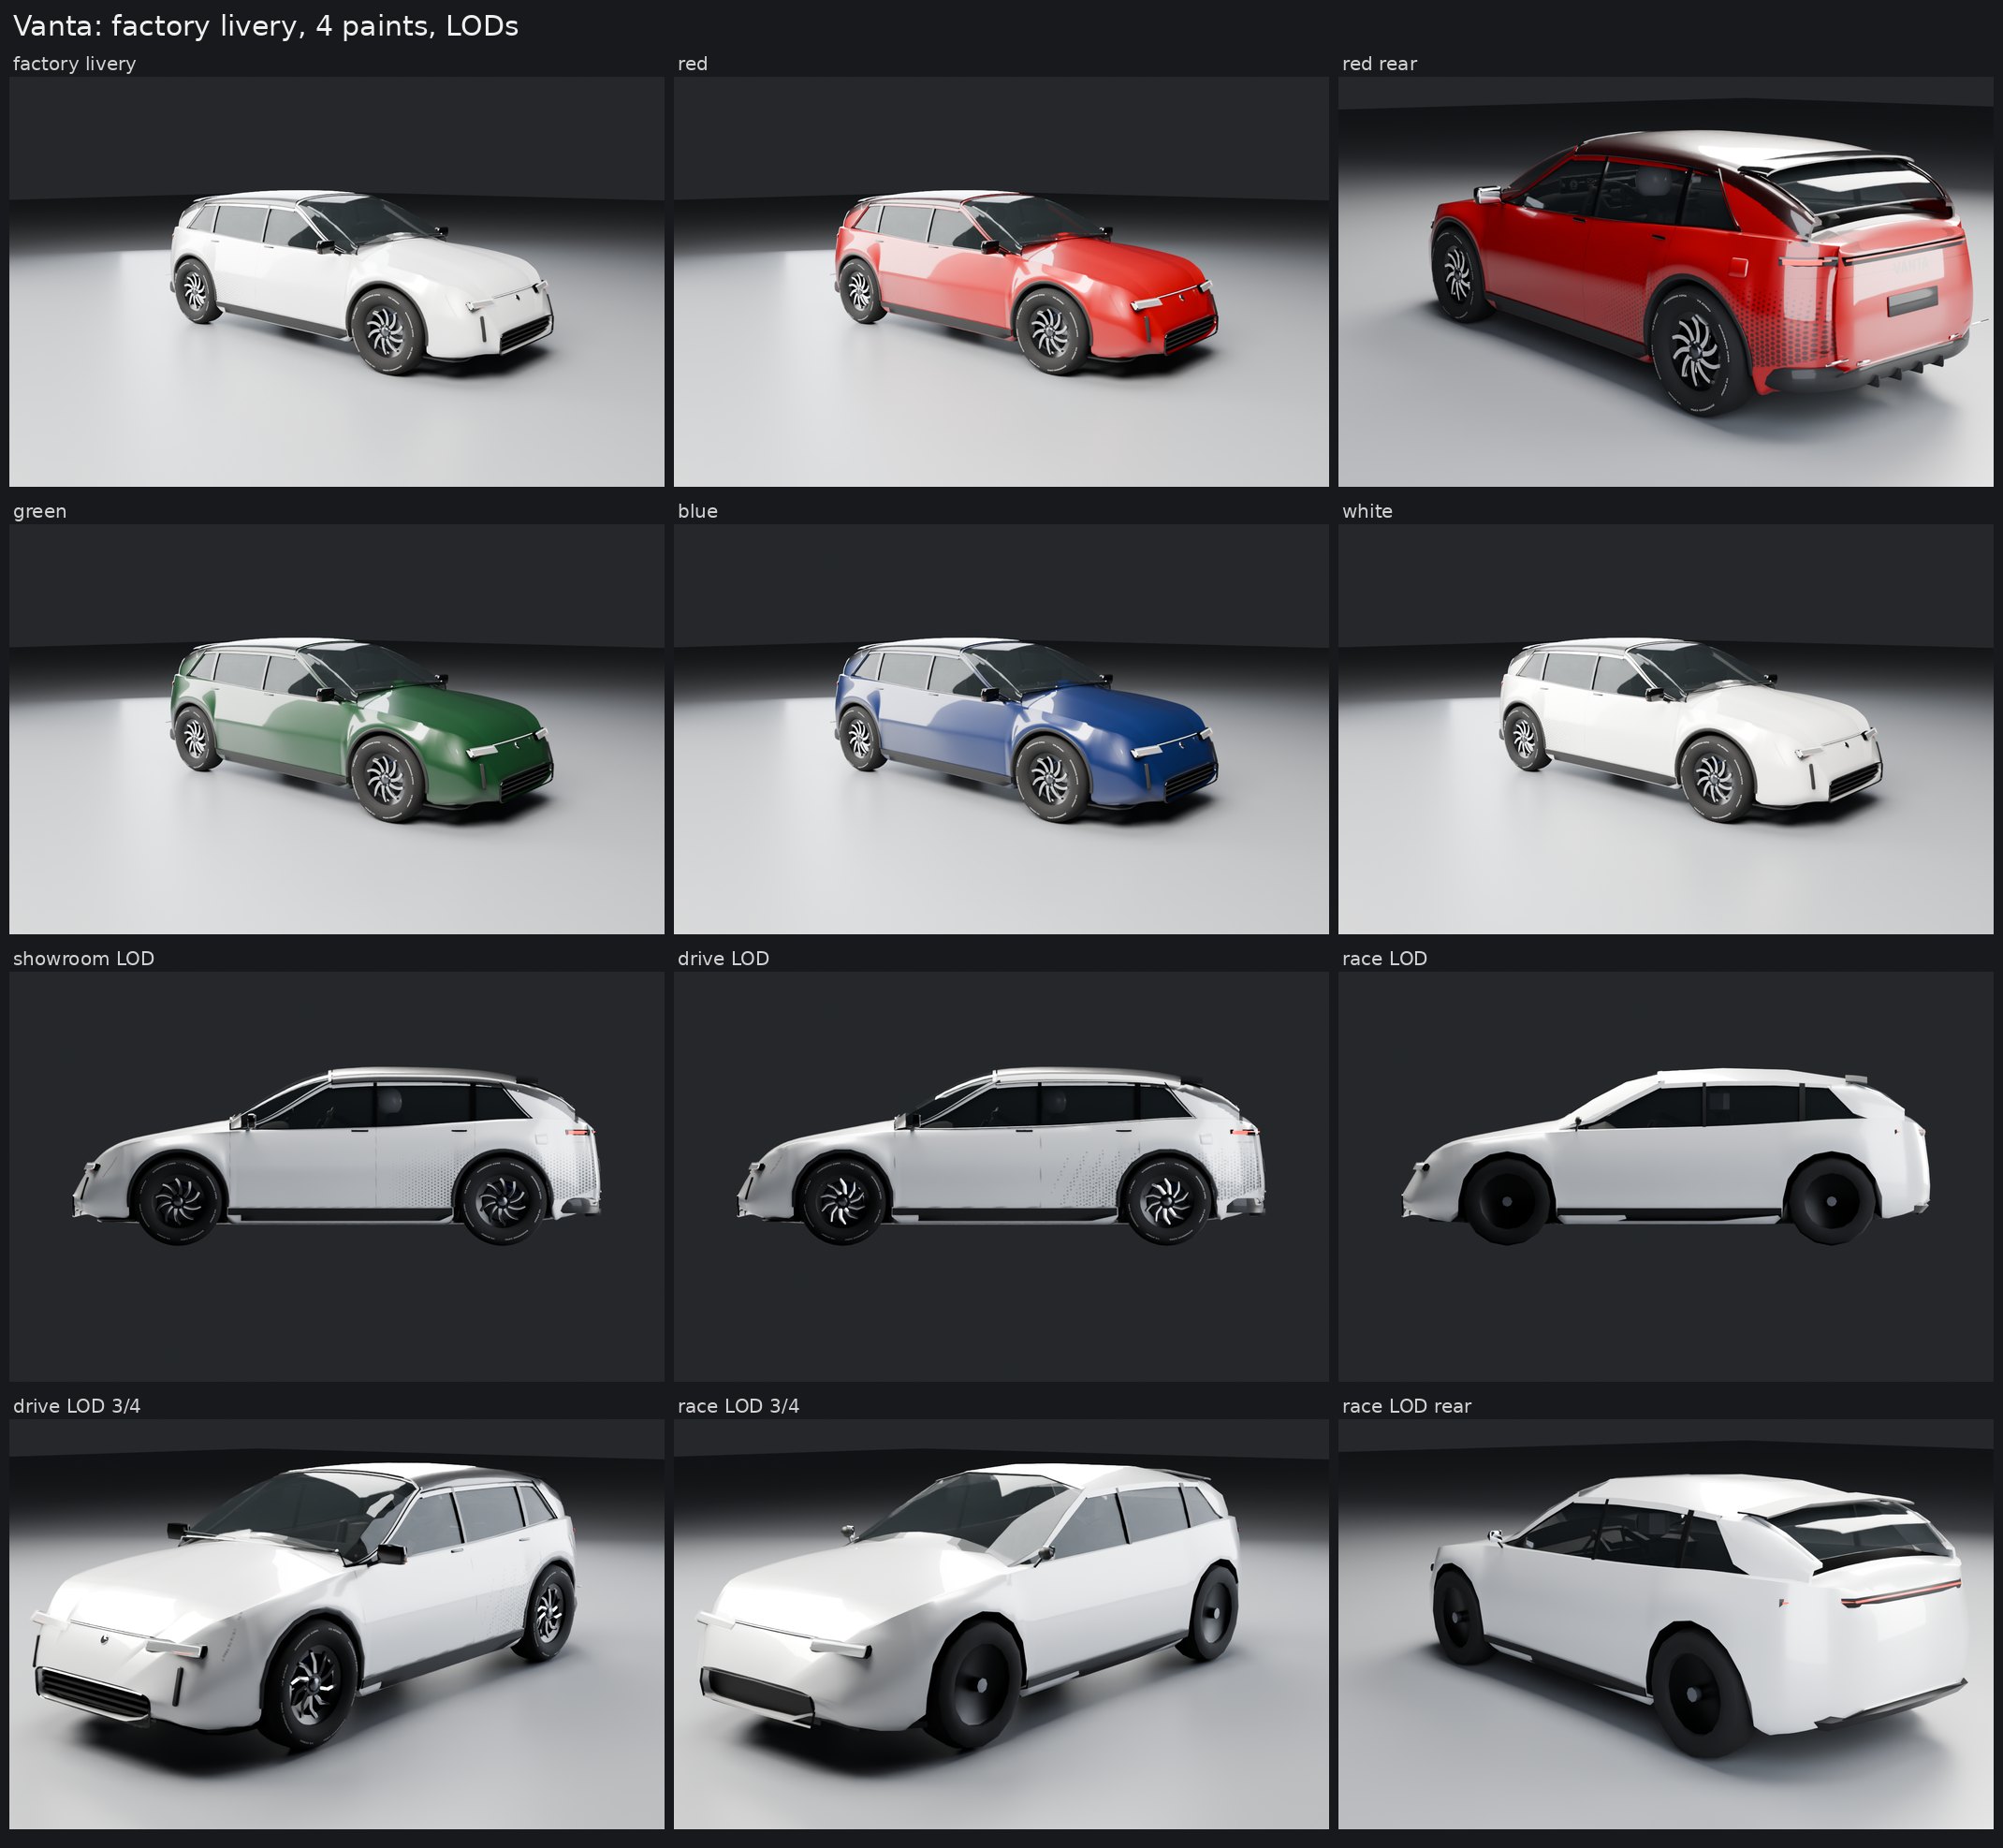 Vanta: factory livery, 4 paints, LODs
factory livery
red
red rear
green
blue
white
showroom LOD
drive LOD
race LOD
drive LOD 3/4
race LOD 3/4
race LOD rear